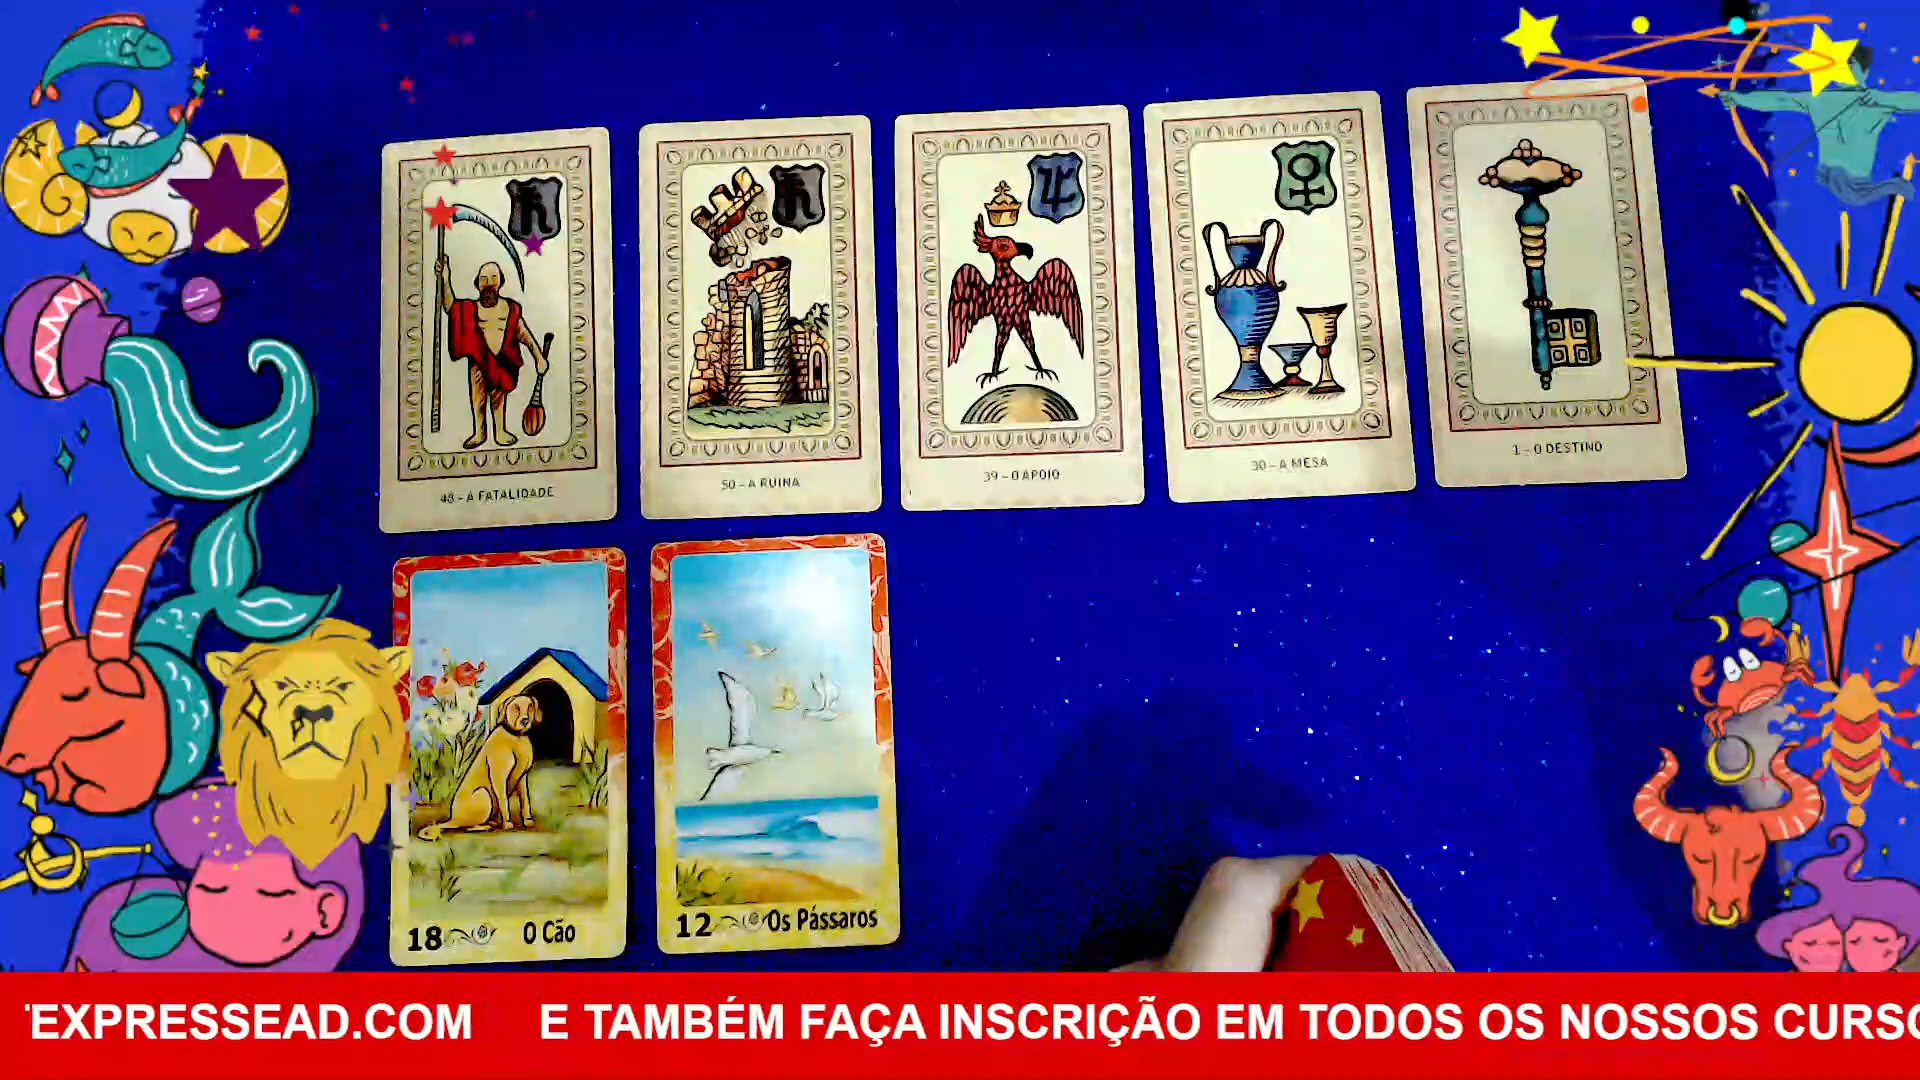 48 – A FATALIDADE
50 – A RUINA
39 – O APOIO
30 – A MESA
1 – O DESTINO
18 O Cão
12 Os Pássaros
EXPRESSEAD.COM E TAMBÉM FAÇA INSCRIÇÃO EM TODOS OS NOSSOS CURSO